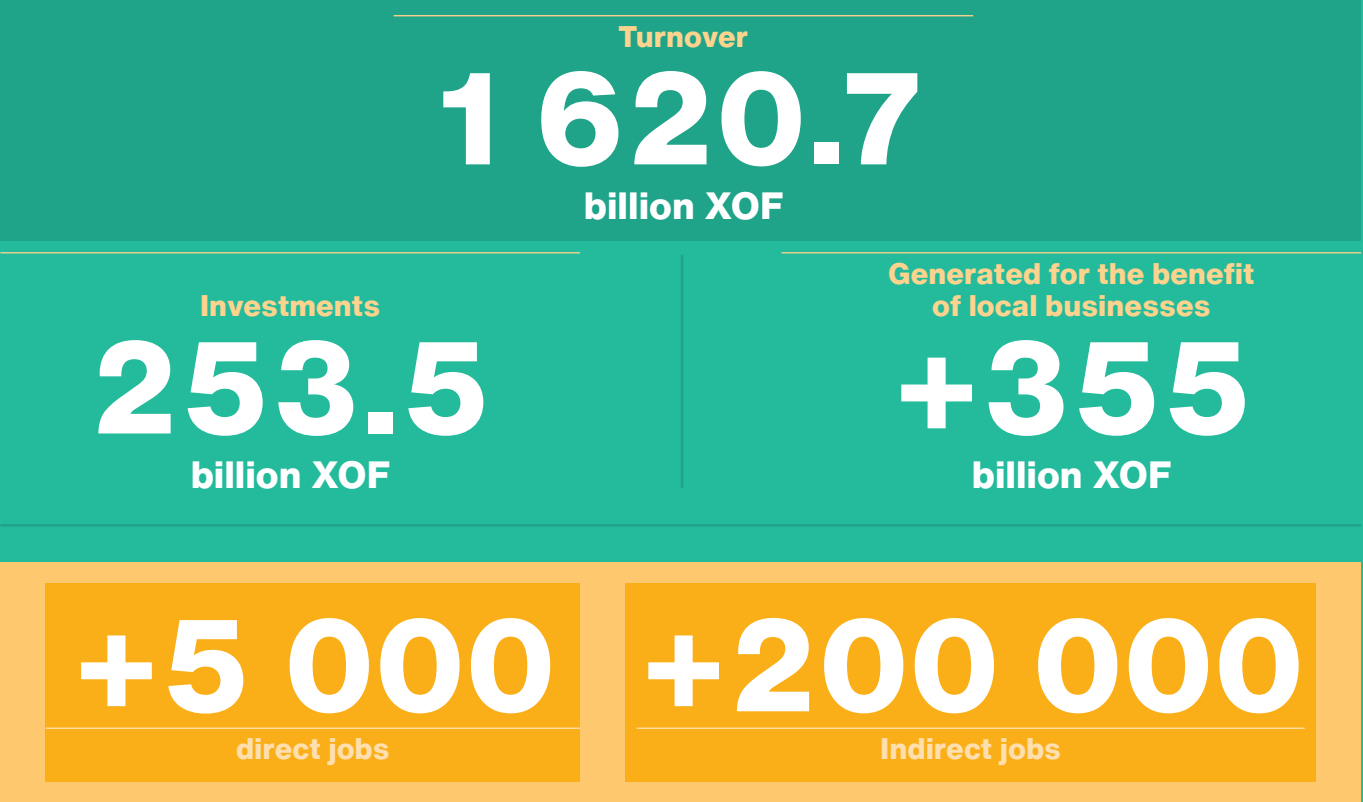 Turnover
1 620.7
billion XOF
Investments
253.5
billion XOF
Generated for the benefit
of local businesses
+355
billion XOF
+5 000
direct jobs
+200 000
Indirect jobs